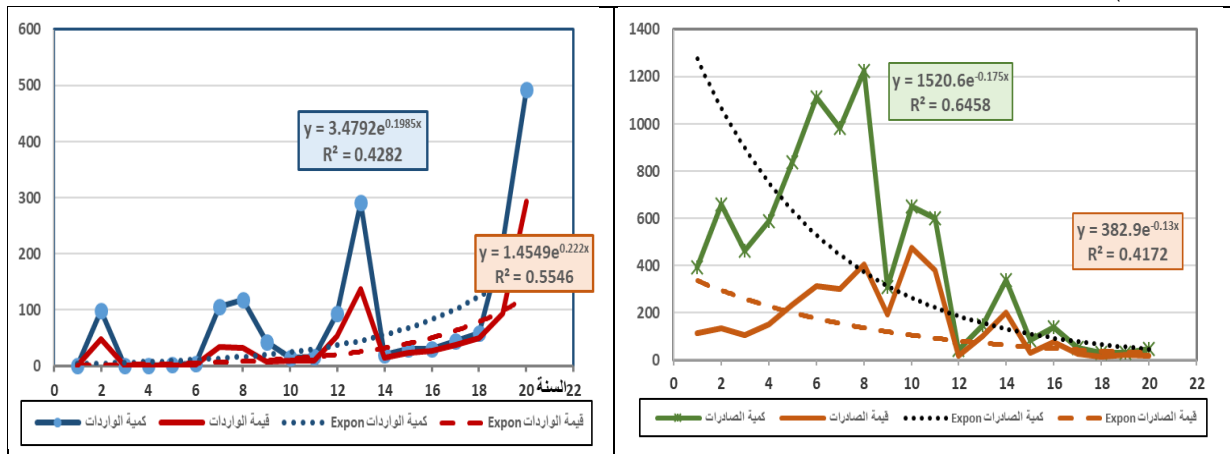 600
500
400
300
200
100
0
0 2 4 6 8 10 12 14 16 18 20 22
السنة
y = 3.4792e^0.1985x
R² = 0.4282
y = 1.4549e^0.222x
R² = 0.5546
كمية الواردات قيمة الواردات Expon كمية الواردات Expon قيمة الواردات
1400
1200
1000
800
600
400
200
0
0 2 4 6 8 10 12 14 16 18 20 22
y = 1520.6e^-0.175x
R² = 0.6458
y = 382.9e^-0.13x
R² = 0.4172
كمية الصادرات قيمة الصادرات Expon كمية الصادرات Expon قيمة الصادرات